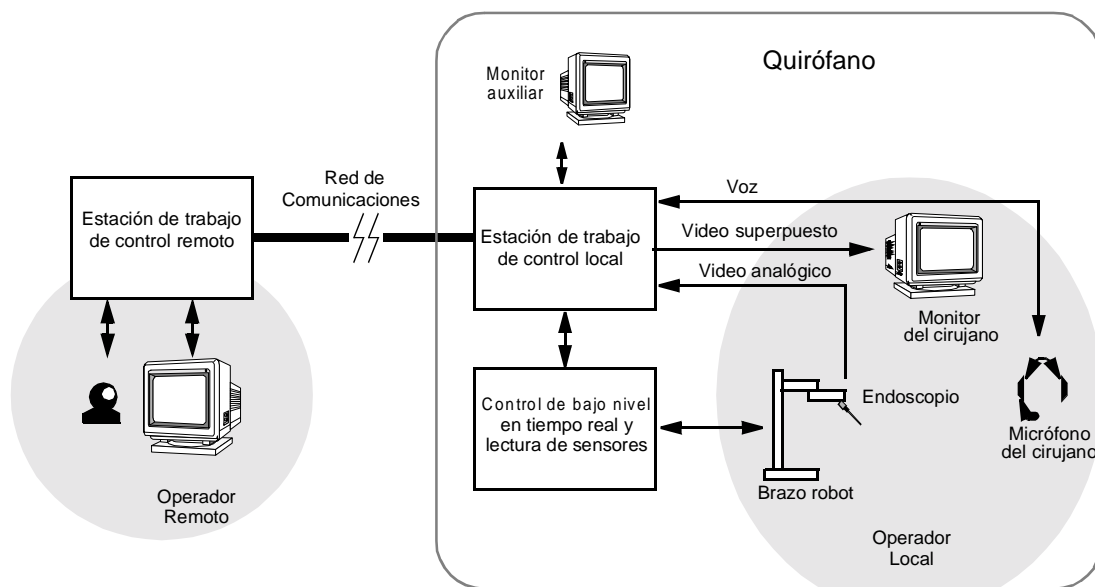 Quirófano
Monitor
auxiliar
Red de
Comunicaciones
Estación de trabajo
de control remoto
Estación de trabajo
de control local
Voz
Video superpuesto
Video analógico
Monitor
del cirujano
Control de bajo nivel
en tiempo real y
lectura de sensores
Endoscopio
Micrófono
del cirujano
Brazo robot
Operador
Remoto
Operador
Local